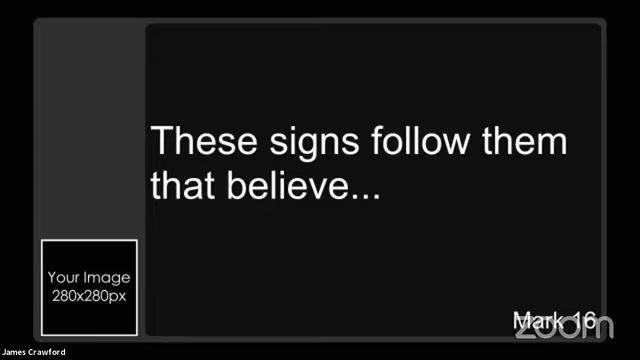 These signs follow them
that believe...
Your Image
280x280px
Mark 16
zoom
James Crawford